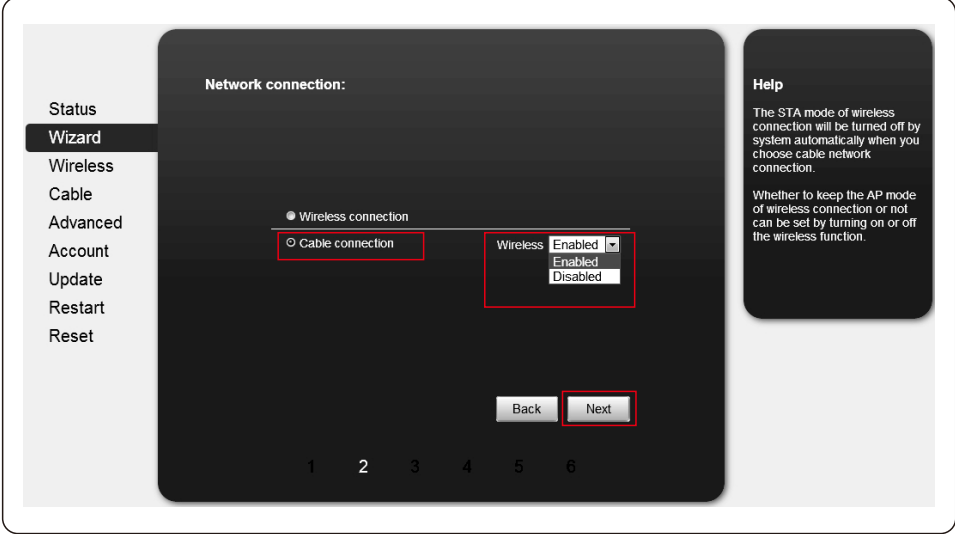 Status
Wizard
Wireless
Cable
Advanced
Account
Update
Restart
Reset
Network connection:
Wireless connection
Cable connection
Wireless Enabled
Enabled
Disabled
Back Next
1 2 3 4 5 6
Help
The STA mode of wireless
connection will be turned off by
system automatically when you
choose cable network
connection.
Whether to keep the AP mode
of wireless connection or not
can be set by turning on or off
the wireless function.